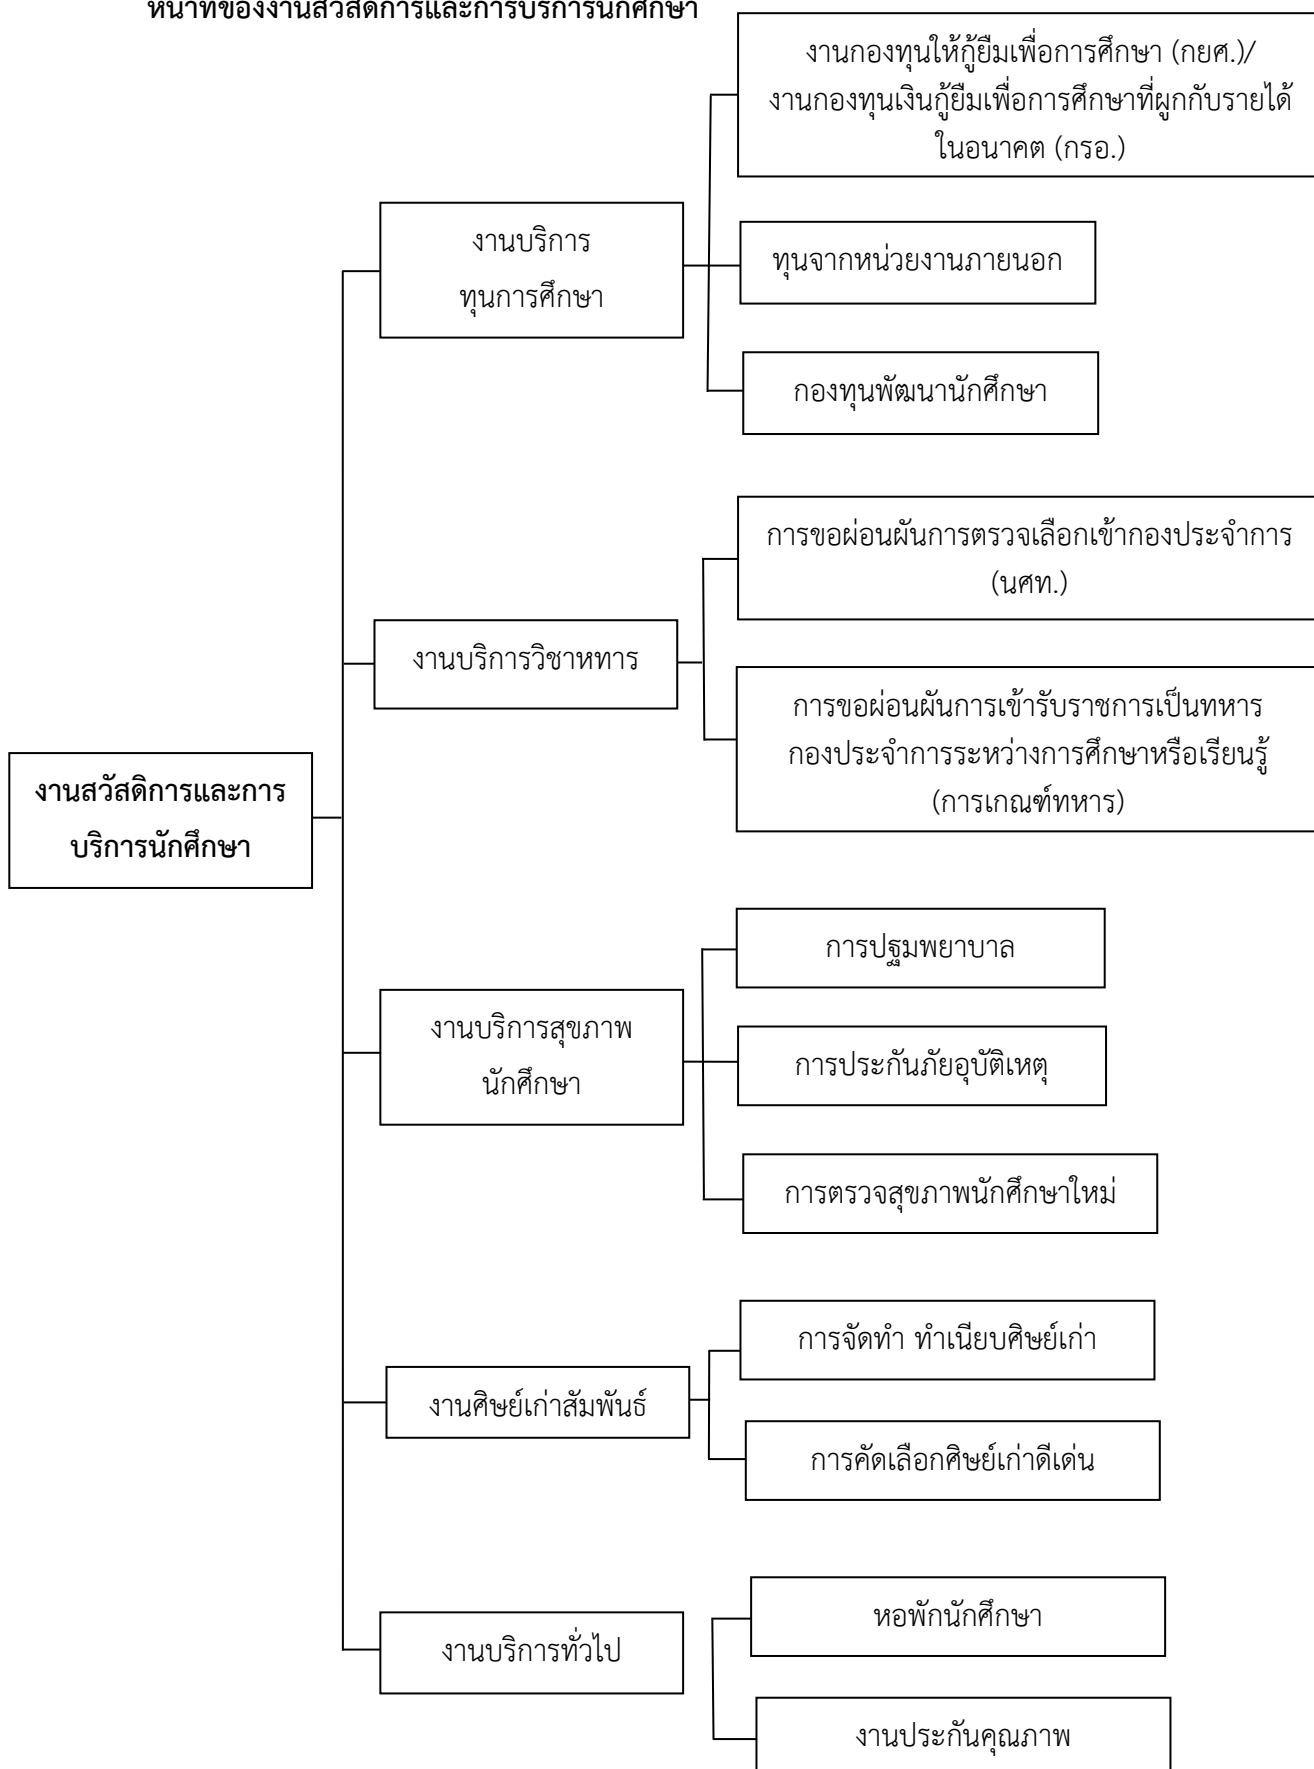 หน้าที่ของงานสวัสดิการและการบริการนักศึกษา
งานกองทุนให้กู้ยืมเพื่อการศึกษา (กยศ.)/
งานกองทุนเงินกู้ยืมเพื่อการศึกษาที่ผูกกับรายได้
ในอนาคต (กรอ.)
งานบริการ
ทุนการศึกษา
ทุนจากหน่วยงานภายนอก
กองทุนพัฒนานักศึกษา
การขอผ่อนผันการตรวจเลือกเข้ากองประจำการ
(นศท.)
งานบริการวิชาหทาร
การขอผ่อนผันการเข้ารับราชการเป็นทหาร
กองประจำการระหว่างการศึกษาหรือเรียนรู้
(การเกณฑ์ทหาร)
งานสวัสดิการและการ
บริการนักศึกษา
การปฐมพยาบาล
งานบริการสุขภาพ
นักศึกษา
การประกันภัยอุบัติเหตุ
การตรวจสุขภาพนักศึกษาใหม่
การจัดทำ ทำเนียบศิษย์เก่า
งานศิษย์เก่าสัมพันธ์
การคัดเลือกศิษย์เก่าดีเด่น
หอพักนักศึกษา
งานบริการทั่วไป
งานประกันคุณภาพ